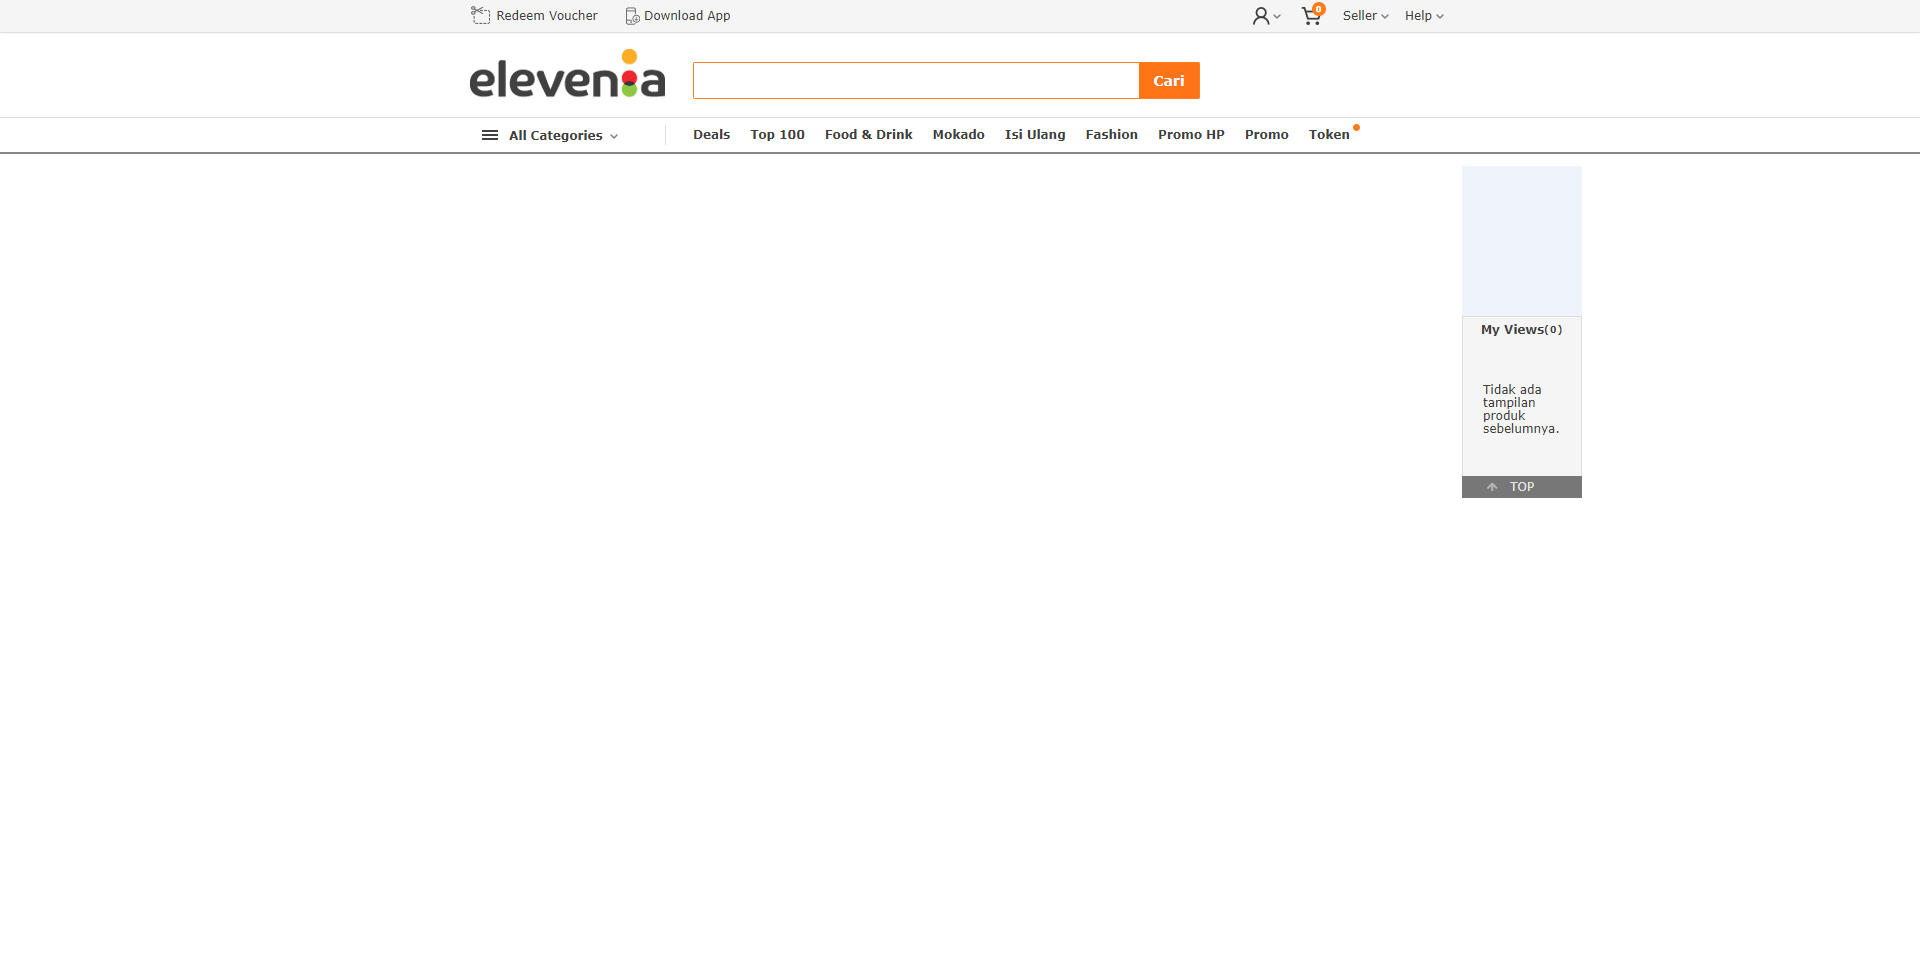 Redeem Voucher Download App 0 Seller Help
elevenia
Cari
All Categories Deals Top 100 Food & Drink Mokado Isi Ulang Fashion Promo HP Promo Token
My Views(0)
Tidak ada
tampilan
produk
sebelumnya.
TOP